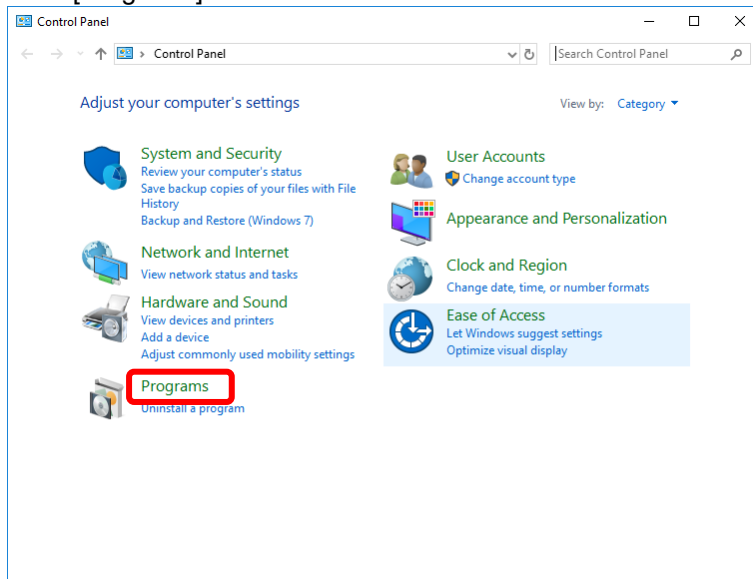 Control Panel
Control Panel
Search Control Panel
Adjust your computer's settings
View by: Category
System and Security
Review your computer's status
Save backup copies of your files with File
History
Backup and Restore (Windows 7)
Network and Internet
View network status and tasks
Hardware and Sound
View devices and printers
Add a device
Adjust commonly used mobility settings
Programs
Uninstall a program
User Accounts
Change account type
Appearance and Personalization
Clock and Region
Change date, time, or number formats
Ease of Access
Let Windows suggest settings
Optimize visual display